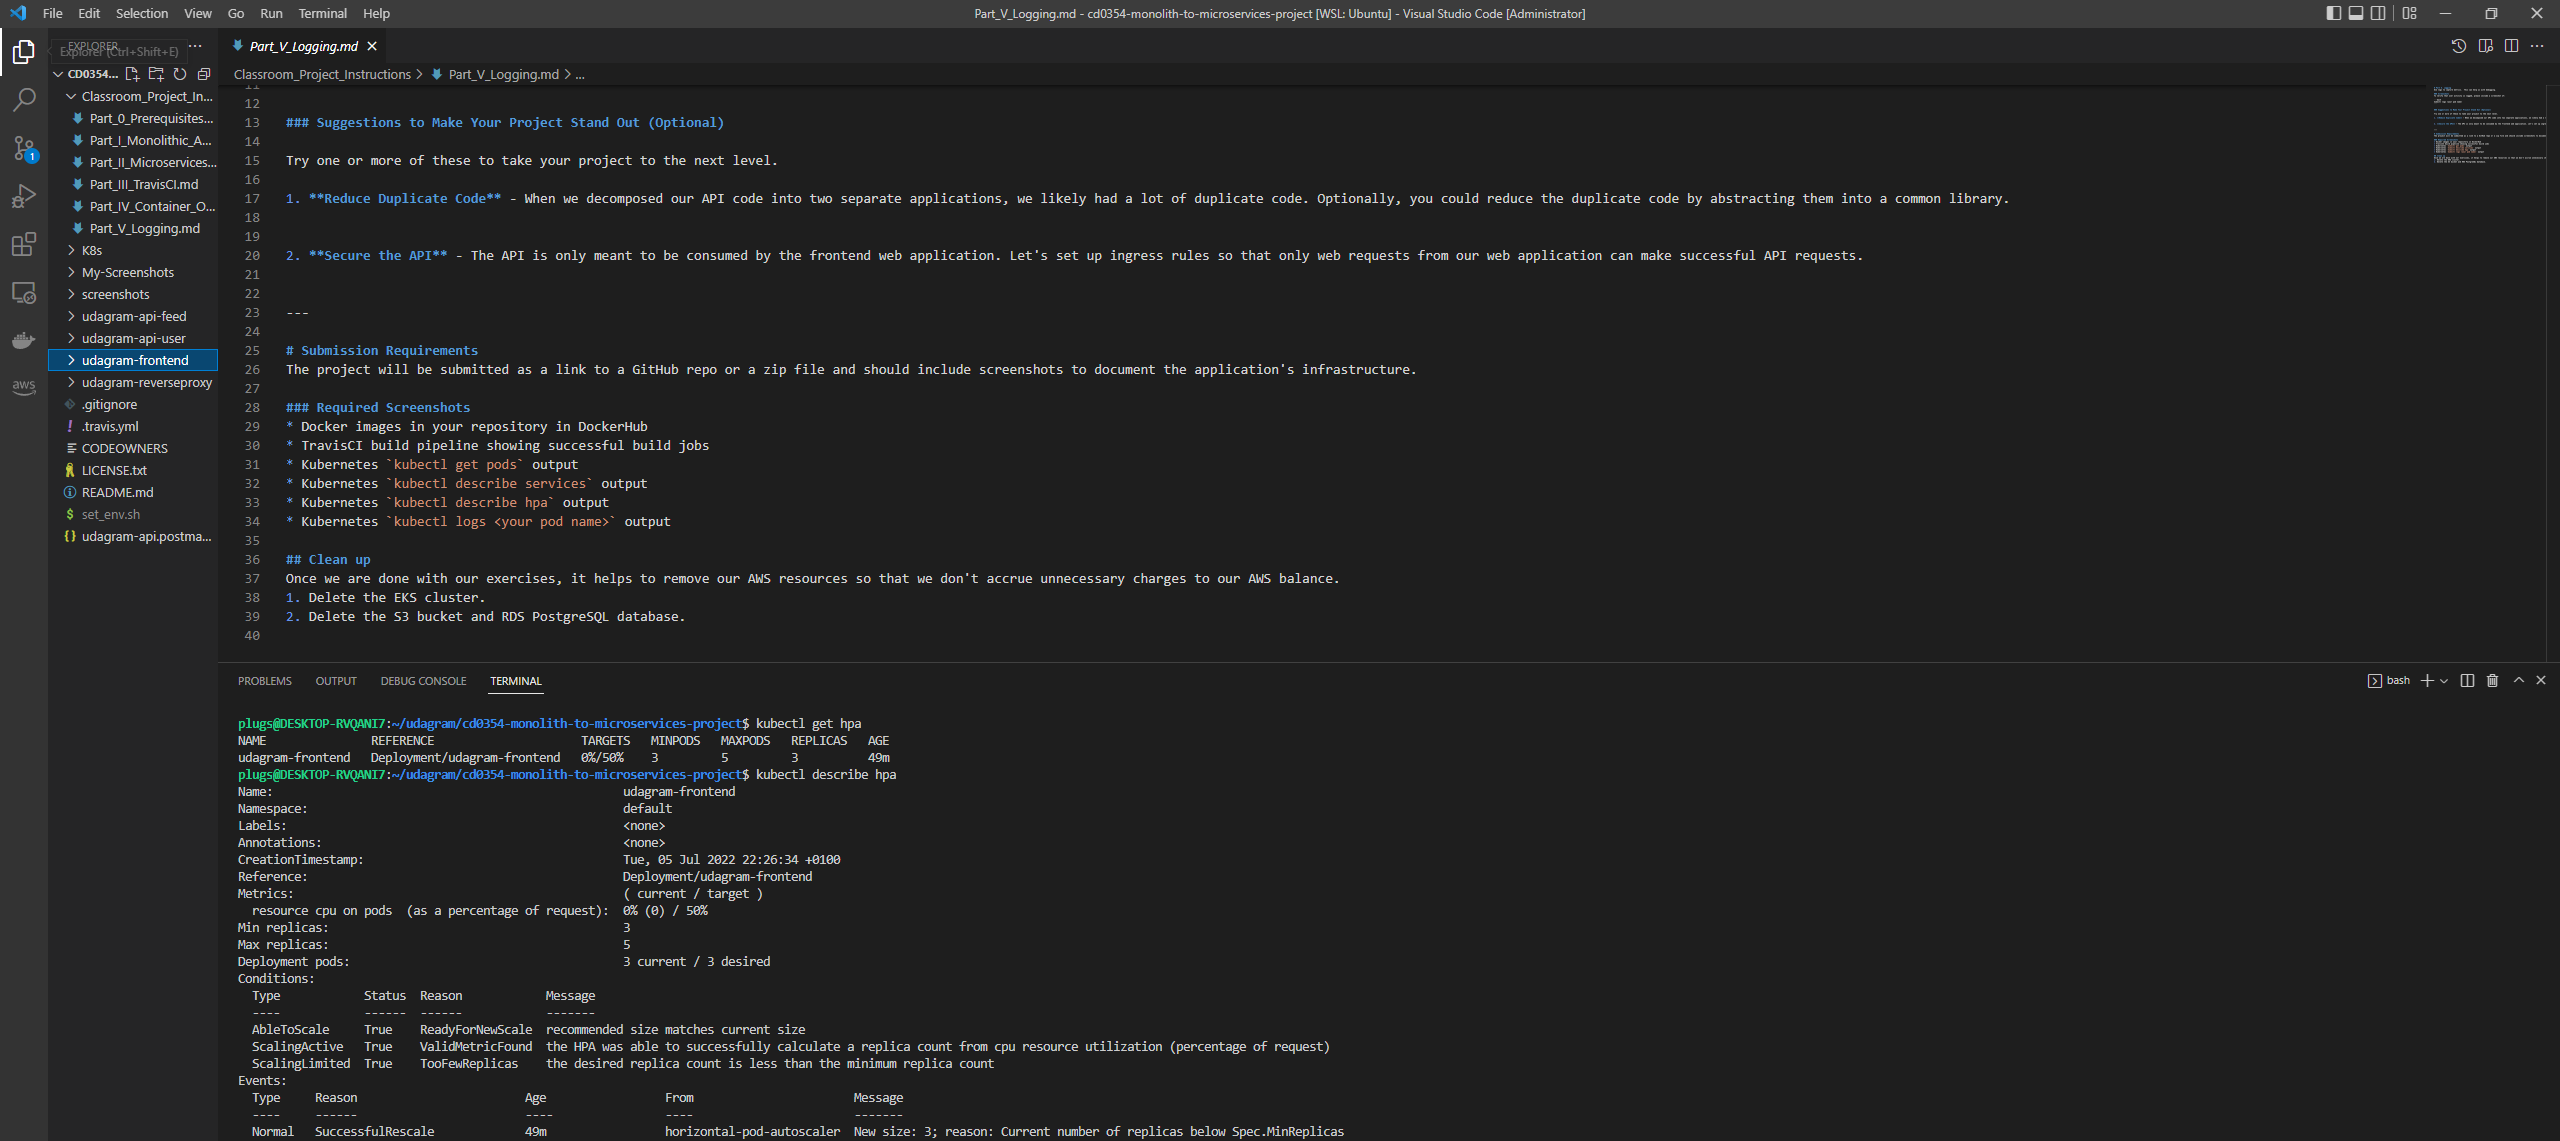 File Edit Selection View Go Run Terminal Help
Part_V_Logging.md - cd0354-monolith-to-microservices-project [WSL: Ubuntu] - Visual Studio Code [Administrator]
EXPLORER
Explorer (Ctrl+Shift+E)
CD0354...
Classroom_Project_In...
Part_0_Prerequisites...
Part_I_Monolithic_A...
Part_II_Microservices...
Part_III_TravisCI.md
Part_IV_Container_O...
Part_V_Logging.md
K8s
My-Screenshots
screenshots
udagram-api-feed
udagram-api-user
udagram-frontend
udagram-reverseproxy
.gitignore
! .travis.yml
CODEOWNERS
LICENSE.txt
README.md
$ set_env.sh
{} udagram-api.postma...
1
aws
Part_V_Logging.md
Classroom_Project_Instructions > Part_V_Logging.md > ...
11
12
13 ### Suggestions to Make Your Project Stand Out (Optional)
14
15 Try one or more of these to take your project to the next level.
16
17 1. **Reduce Duplicate Code** - When we decomposed our API code into two separate applications, we likely had a lot of duplicate code. Optionally, you could reduce the duplicate code by abstracting them into a common library.
18
19
20 2. **Secure the API** - The API is only meant to be consumed by the frontend web application. Let's set up ingress rules so that only web requests from our web application can make successful API requests.
21
22
23 ---
24
25 # Submission Requirements
26 The project will be submitted as a link to a GitHub repo or a zip file and should include screenshots to document the application's infrastructure.
27
28 ### Required Screenshots
29 * Docker images in your repository in DockerHub
30 * TravisCI build pipeline showing successful build jobs
31 * Kubernetes `kubectl get pods` output
32 * Kubernetes `kubectl describe services` output
33 * Kubernetes `kubectl describe hpa` output
34 * Kubernetes `kubectl logs <your pod name>` output
35
36 ## Clean up
37 Once we are done with our exercises, it helps to remove our AWS resources so that we don't accrue unnecessary charges to our AWS balance.
38 1. Delete the EKS cluster.
39 2. Delete the S3 bucket and RDS PostgreSQL database.
40
PROBLEMS OUTPUT DEBUG CONSOLE TERMINAL
bash
plugs@DESKTOP-RVQANI7:~/udagram/cd0354-monolith-to-microservices-project$ kubectl get hpa
NAME REFERENCE TARGETS MINPODS MAXPODS REPLICAS AGE
udagram-frontend Deployment/udagram-frontend 0%/50% 3 5 3 49m
plugs@DESKTOP-RVQANI7:~/udagram/cd0354-monolith-to-microservices-project$ kubectl describe hpa
Name: udagram-frontend
Namespace: default
Labels: <none>
Annotations: <none>
CreationTimestamp: Tue, 05 Jul 2022 22:26:34 +0100
Reference: Deployment/udagram-frontend
Metrics: ( current / target )
resource cpu on pods (as a percentage of request): 0% (0) / 50%
Min replicas: 3
Max replicas: 5
Deployment pods: 3 current / 3 desired
Conditions:
Type Status Reason Message
---- ------ ------ -------
AbleToScale True ReadyForNewScale recommended size matches current size
ScalingActive True ValidMetricFound the HPA was able to successfully calculate a replica count from cpu resource utilization (percentage of request)
ScalingLimited True TooFewReplicas the desired replica count is less than the minimum replica count
Events:
Type Reason Age From Message
---- ------ ---- ---- -------
Normal SuccessfulRescale 49m horizontal-pod-autoscaler New size: 3; reason: Current number of replicas below Spec.MinReplicas